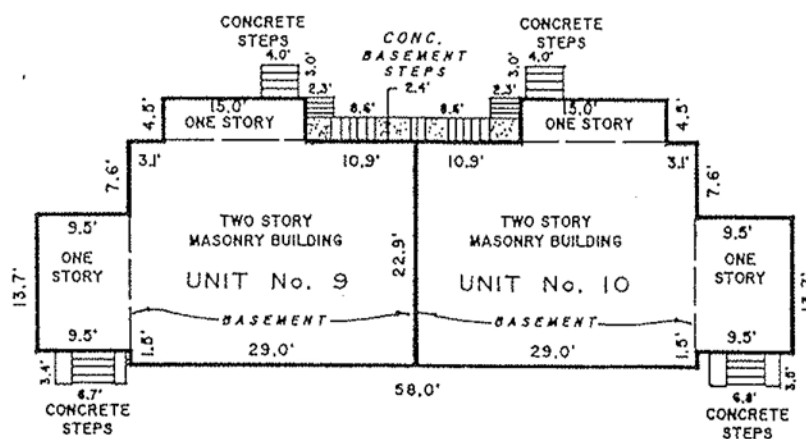 CONCRETE
STEPS
4.0'
3.0'
CONC.
BASEMENT
STEPS
2.4'
CONCRETE
STEPS
3.0'
4.0'
2.3'
2.3'
4.5'
15.0'
ONE STORY
8.6'
8.6'
15.0'
ONE STORY
4.5'
3.1'
10.9'
10.9'
3.1'
7.6'
7.6'
9.5'
ONE
STORY
13.7'
9.5'
TWO STORY
MASONRY BUILDING
UNIT No. 9
22.9'
TWO STORY
MASONRY BUILDING
UNIT No. 10
9.5'
ONE
STORY
9.5'
BASEMENT
BASEMENT
1.5'
29.0'
29.0'
1.5'
58.0'
3.4'
6.7'
CONCRETE
STEPS
6.8'
CONCRETE
STEPS